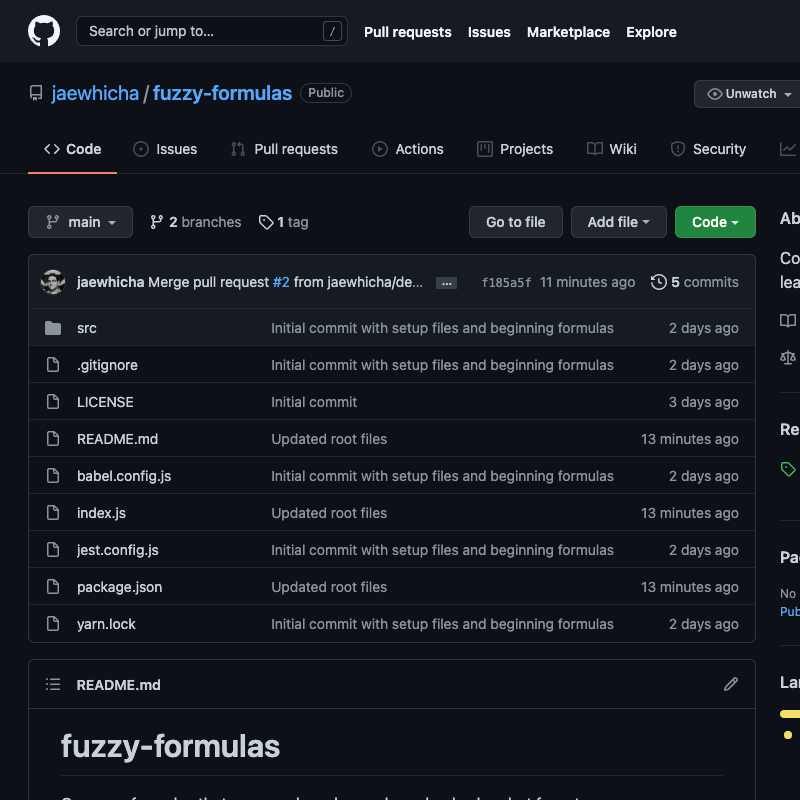 Search or jump to... /
Pull requests Issues Marketplace Explore
jaewhicha / fuzzy-formulas Public
Unwatch
Code Issues Pull requests Actions Projects Wiki Security
main 2 branches 1 tag Go to file Add file Code
jaewhicha Merge pull request #2 from jaewhicha/de... ... f185a5f 11 minutes ago 5 commits
src Initial commit with setup files and beginning formulas 2 days ago
.gitignore Initial commit with setup files and beginning formulas 2 days ago
LICENSE Initial commit 3 days ago
README.md Updated root files 13 minutes ago
babel.config.js Initial commit with setup files and beginning formulas 2 days ago
index.js Updated root files 13 minutes ago
jest.config.js Initial commit with setup files and beginning formulas 2 days ago
package.json Updated root files 13 minutes ago
yarn.lock Initial commit with setup files and beginning formulas 2 days ago
README.md
fuzzy-formulas
Ab
Co
lea
Re
Pa
No
Pub
La